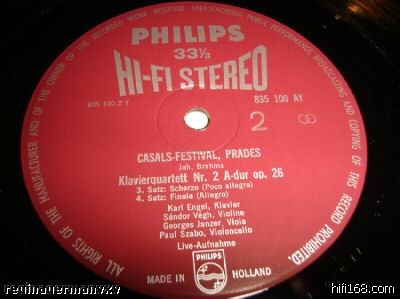 PHILIPS
33⅓
HI-FI STEREO
835 100 2 Y
835 100 AY
2
CASALS-FESTIVAL, PRADES
Joh. Brahms
Klavierquartett Nr. 2 A-dur op. 26
3. Satz: Scherzo (Poco allegro)
4. Satz: Finale (Allegro)
Karl Engel, Klavier
Sándor Végh, Violine
Georges Janzer, Viola
Paul Szabo, Violoncello
Live-Aufnahme
PHILIPS
MADE IN HOLLAND
ALL RIGHTS OF THE MANUFACTURER AND OF THE OWNER OF THE RECORDED WORK RESERVED UNAUTHORISED PUBLIC PERFORMANCE BROADCASTING AND COPYING OF THIS RECORD PROHIBITED
hifi168.com